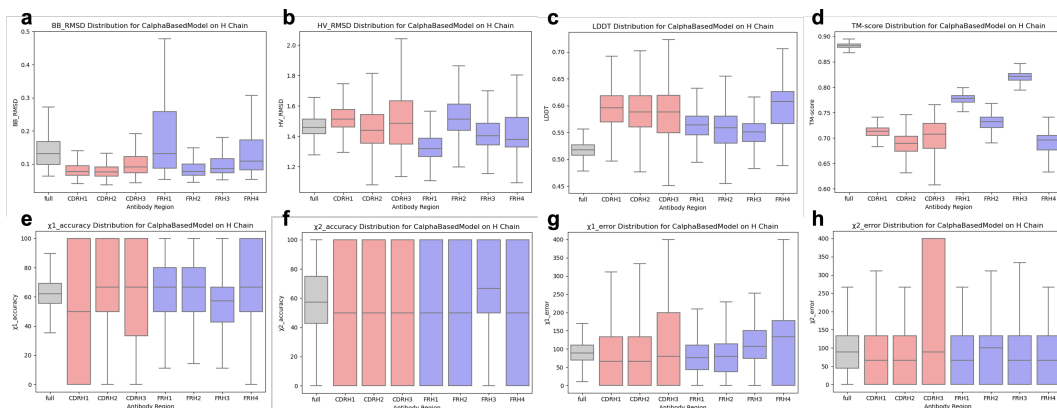 a
BB_RMSD Distribution for CalphaBasedModel on H Chain
0.5
0.4
0.3
0.2
0.1
0.0
BB_RMSD
full CDRH1 CDRH2 CDRH3 FRH1 FRH2 FRH3 FRH4
Antibody Region
b
HV_RMSD Distribution for CalphaBasedModel on H Chain
2.0
1.8
1.6
1.4
1.2
HV_RMSD
full CDRH1 CDRH2 CDRH3 FRH1 FRH2 FRH3 FRH4
Antibody Region
c
LDDT Distribution for CalphaBasedModel on H Chain
0.70
0.65
0.60
0.55
0.50
0.45
LDDT
full CDRH1 CDRH2 CDRH3 FRH1 FRH2 FRH3 FRH4
Antibody Region
d
TM-score Distribution for CalphaBasedModel on H Chain
0.90
0.85
0.80
0.75
0.70
0.65
0.60
TM-score
full CDRH1 CDRH2 CDRH3 FRH1 FRH2 FRH3 FRH4
Antibody Region
e
χ1_accuracy Distribution for CalphaBasedModel on H Chain
100
80
60
40
20
0
χ1_accuracy
full CDRH1 CDRH2 CDRH3 FRH1 FRH2 FRH3 FRH4
Antibody Region
f
χ2_accuracy Distribution for CalphaBasedModel on H Chain
100
80
60
40
20
0
χ2_accuracy
full CDRH1 CDRH2 CDRH3 FRH1 FRH2 FRH3 FRH4
Antibody Region
g
χ1_error Distribution for CalphaBasedModel on H Chain
400
350
300
250
200
150
100
50
0
χ1_error
full CDRH1 CDRH2 CDRH3 FRH1 FRH2 FRH3 FRH4
Antibody Region
h
χ2_error Distribution for CalphaBasedModel on H Chain
400
350
300
250
200
150
100
50
0
χ2_error
full CDRH1 CDRH2 CDRH3 FRH1 FRH2 FRH3 FRH4
Antibody Region